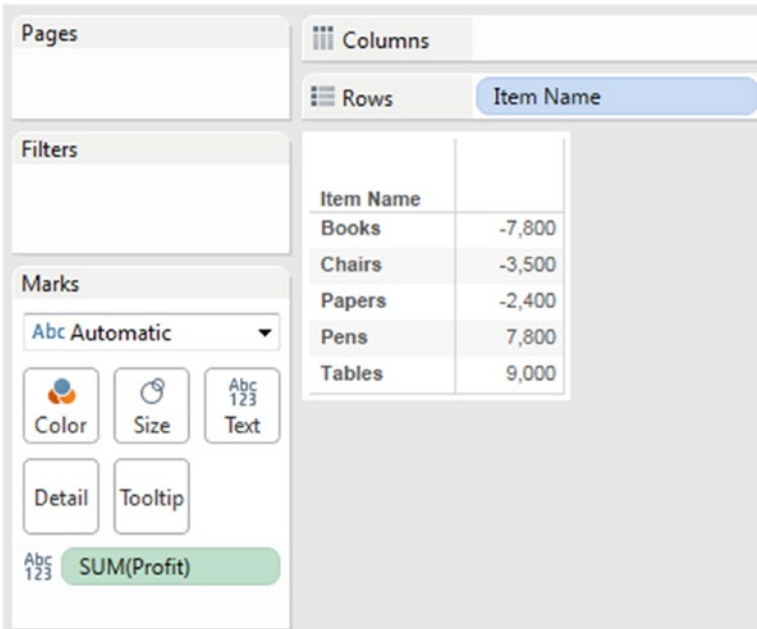 Pages
Columns
Rows
Item Name
Filters
Item Name
Books -7,800
Chairs -3,500
Papers -2,400
Pens 7,800
Tables 9,000
Marks
Abc Automatic
Color
Size
Abc
123
Text
Detail
Tooltip
Abc
123
SUM(Profit)